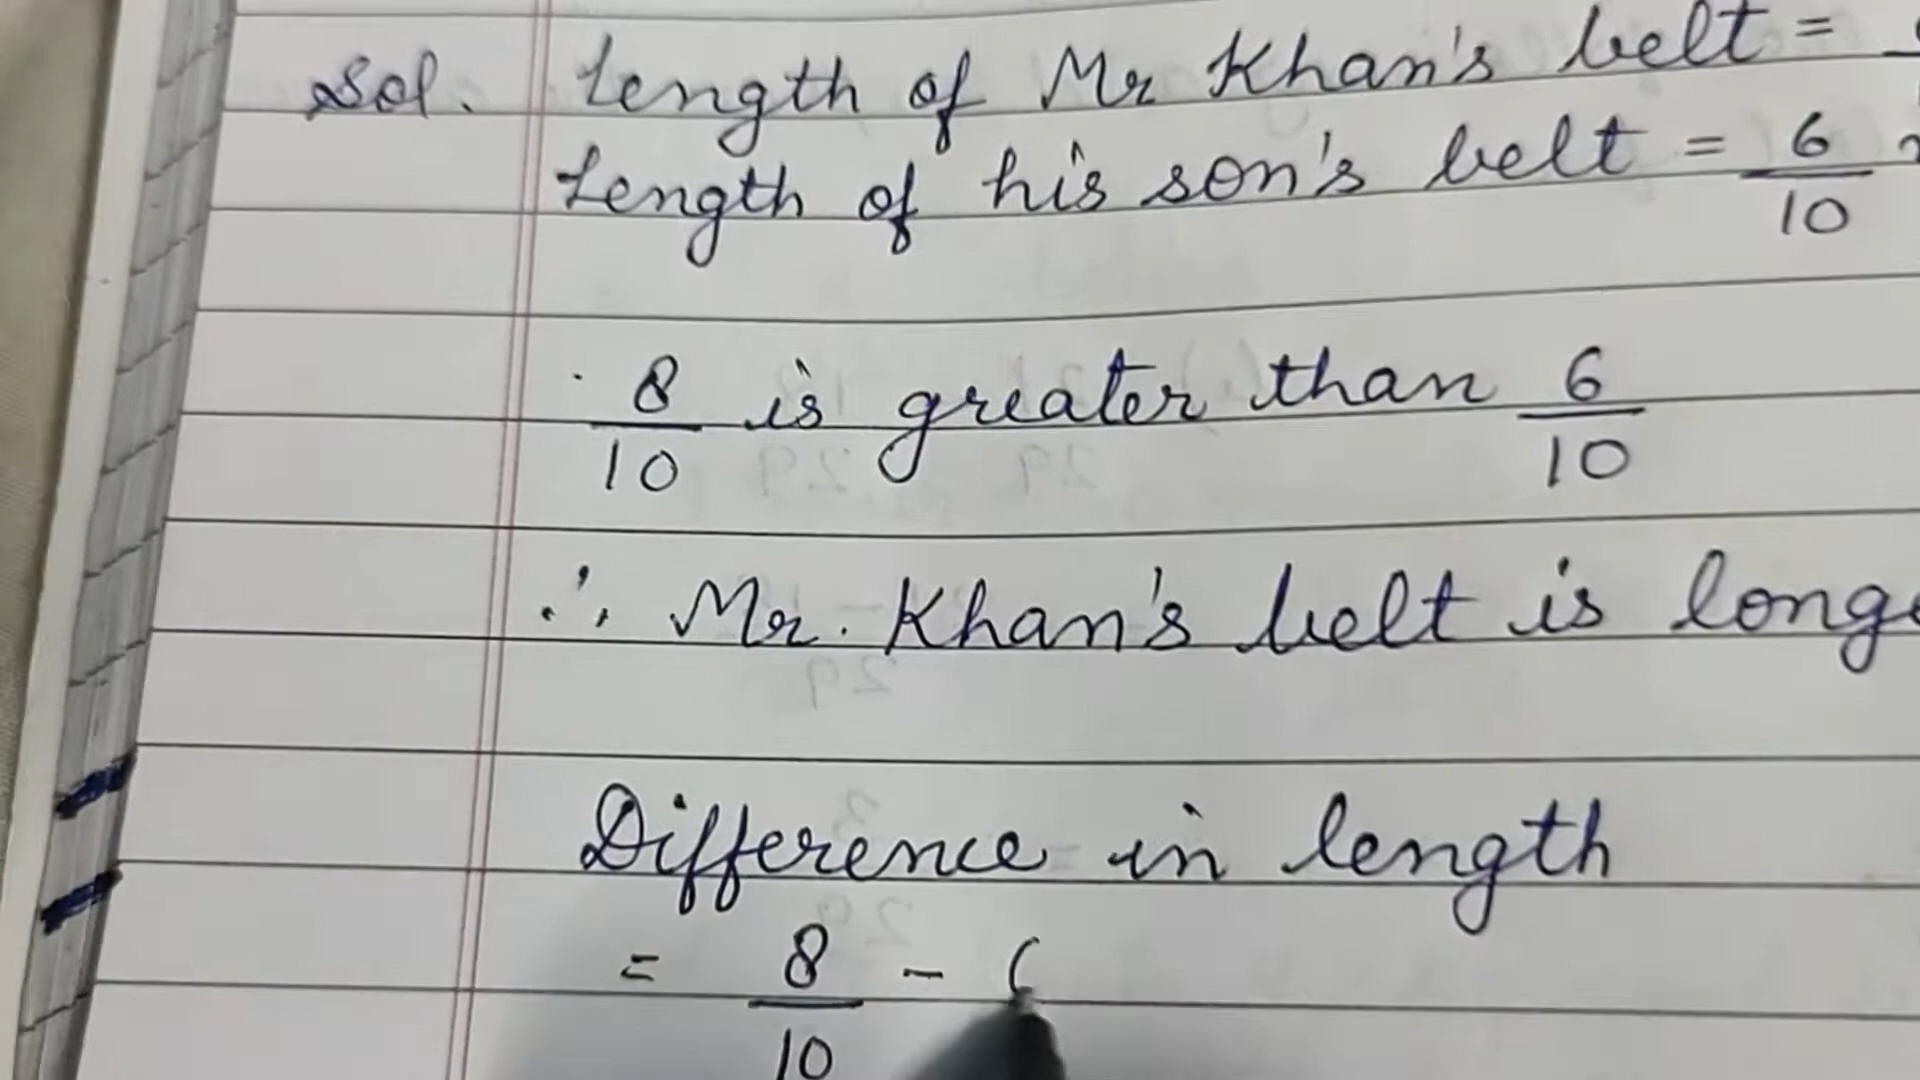 Sol. Length of Mr Khan's belt =
Length of his son's belt = 6/10
8/10 is greater than 6/10
∴ Mr. Khan's belt is long
Difference in length
= 8/10 - 6